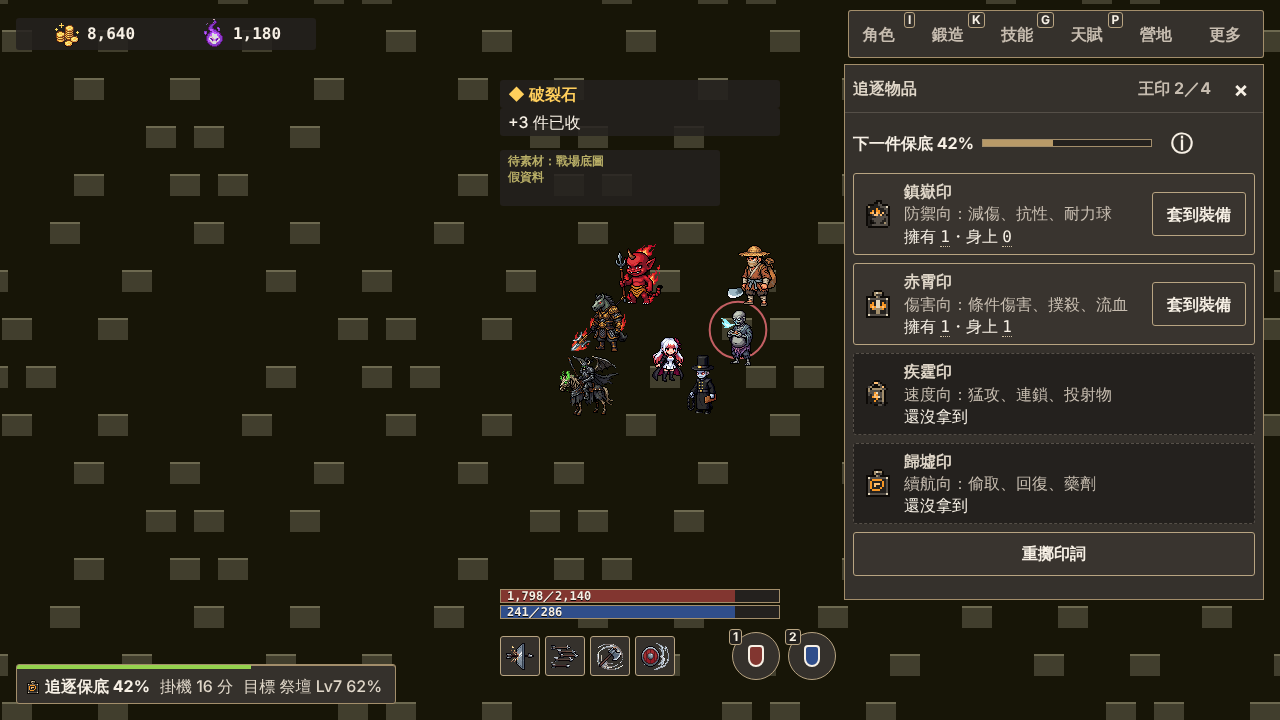 8,640
1,180
I
K
G
P
角色
鍛造
技能
天賦
營地
更多
◆ 破裂石
+3 件已收
待素材：戰場底圖
假資料
追逐物品
王印 2／4
×
下一件保底 42%
鎮嶽印
防禦向：減傷、抗性、耐力球
擁有 1・身上 0
套到裝備
赤霄印
傷害向：條件傷害、撲殺、流血
擁有 1・身上 1
套到裝備
疾霆印
速度向：猛攻、連鎖、投射物
還沒拿到
歸墟印
續航向：偷取、回復、藥劑
還沒拿到
重擲印詞
1,798／2,140
241／286
1
2
追逐保底 42% 掛機 16 分 目標 祭壇 Lv7 62%